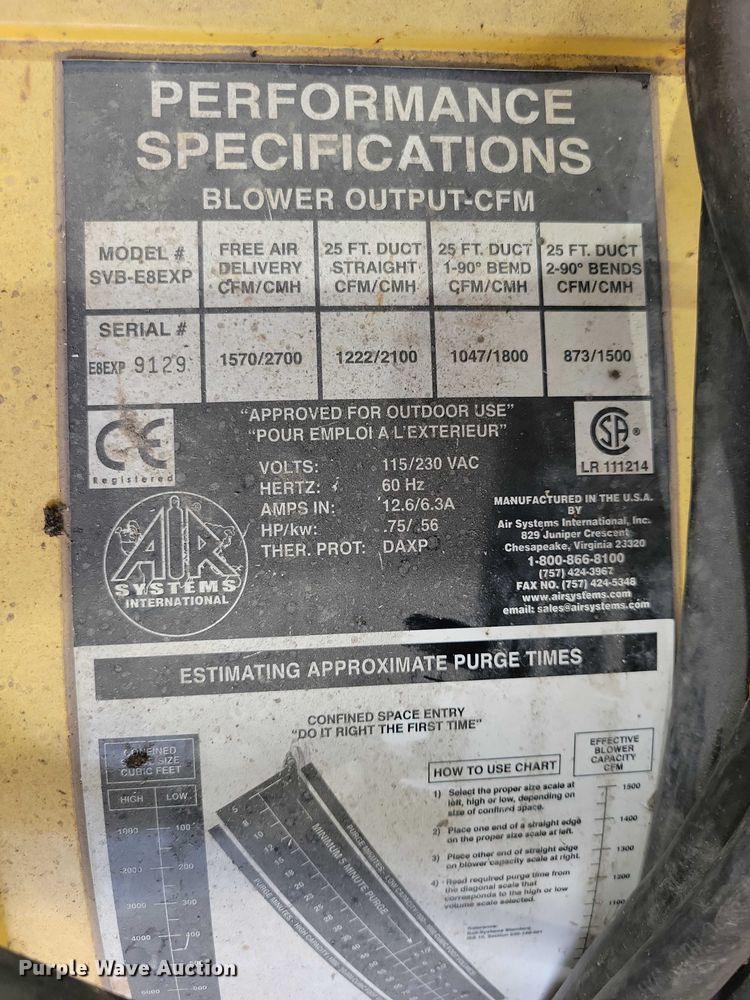 PERFORMANCE
SPECIFICATIONS
BLOWER OUTPUT-CFM
MODEL #
SVB-E8EXP
FREE AIR
DELIVERY
CFM/CMH
25 FT. DUCT
STRAIGHT
CFM/CMH
25 FT. DUCT
1-90° BEND
CFM/CMH
25 FT. DUCT
2-90° BENDS
CFM/CMH
SERIAL #
E8EXP 9129
1570/2700
1222/2100
1047/1800
873/1500
CE
Registered
"APPROVED FOR OUTDOOR USE"
"POUR EMPLOI A L'EXTERIEUR"
CSA ®
LR 111214
VOLTS: 115/230 VAC
HERTZ: 60 Hz
AMPS IN: 12.6/6.3A
HP/kw: .75/ .56
THER. PROT: DAXP
AIR
SYSTEMS
INTERNATIONAL
MANUFACTURED IN THE U.S.A.
BY
Air Systems International, Inc.
829 Juniper Crescent
Chesapeake, Virginia 23320
1-800-866-8100
(757) 424-3967
FAX NO. (757) 424-5348
www.airsystems.com
email: sales@airsystems.com
ESTIMATING APPROXIMATE PURGE TIMES
CONFINED SPACE ENTRY
"DO IT RIGHT THE FIRST TIME"
CONFINED
SPACE SIZE
CUBIC FEET
HIGH LOW
1000 100
2000 200
3000 300
4000 400
MINIMUM 5 MINUTE PURGE
HOW TO USE CHART
1) Select the proper size scale at
left, high or low, depending on
size of confined space.
2) Place one end of a straight edge
on the proper size scale at left.
3) Place other end of straight edge
on blower capacity scale at right.
4) Read required purge time from
the diagonal scale that
corresponds to the high or low
volume scale selected.
EFFECTIVE
BLOWER
CAPACITY
CFM
1500
1400
1300
1200
1100
Purple Wave Auction